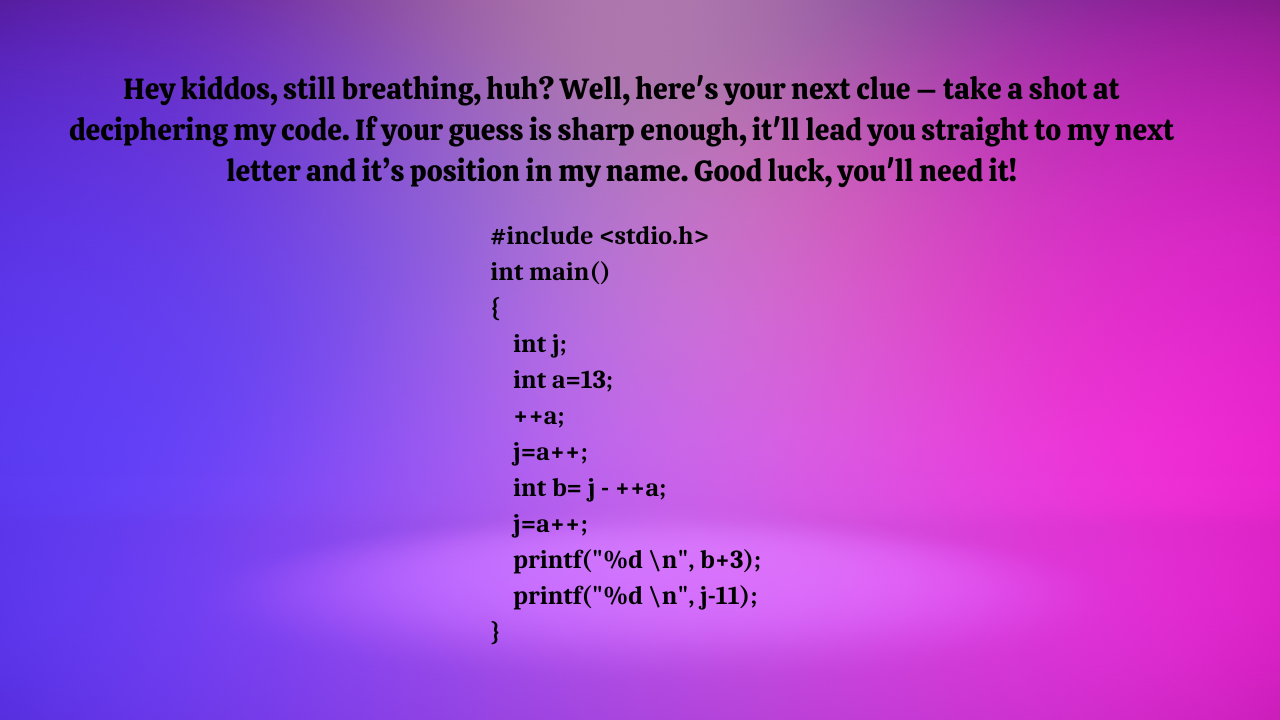 Hey kiddos, still breathing, huh? Well, here's your next clue – take a shot at
deciphering my code. If your guess is sharp enough, it'll lead you straight to my next
letter and it’s position in my name. Good luck, you'll need it!
#include <stdio.h>
int main()
{
int j;
int a=13;
++a;
j=a++;
int b= j - ++a;
j=a++;
printf("%d \n", b+3);
printf("%d \n", j-11);
}